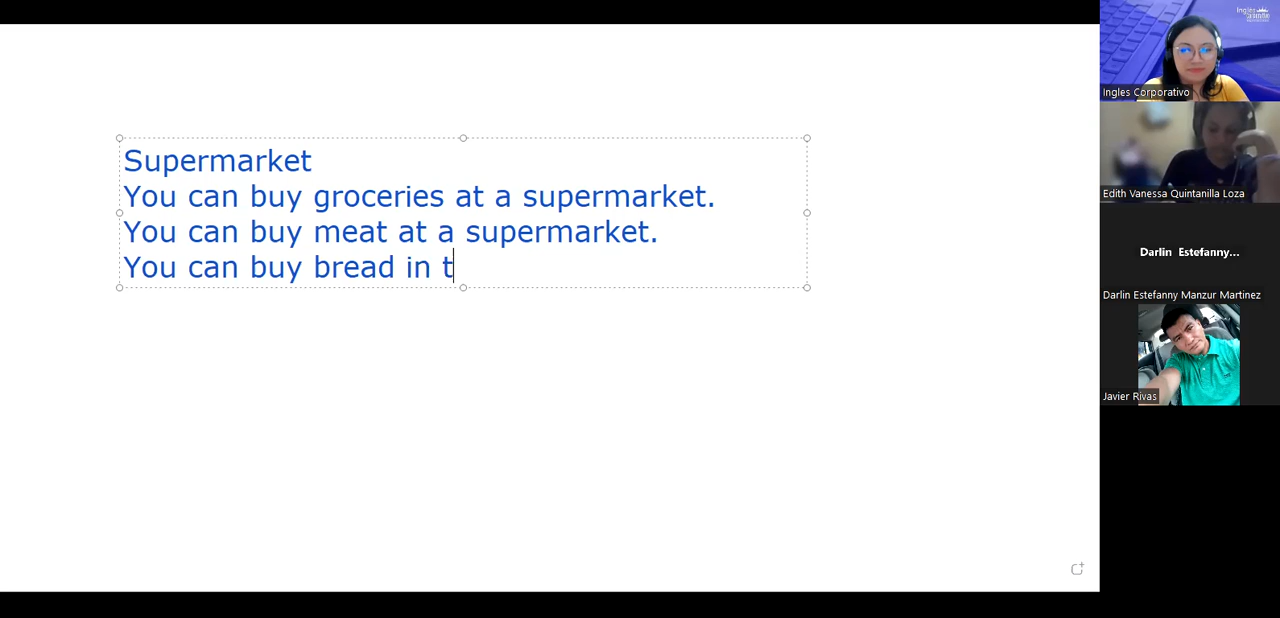 Supermarket
You can buy groceries at a supermarket.
You can buy meat at a supermarket.
You can buy bread in t
Ingles Corporativo
Edith Vanessa Quintanilla Loza
Darlin Estefanny...
Darlin Estefanny Manzur Martinez
Javier Rivas